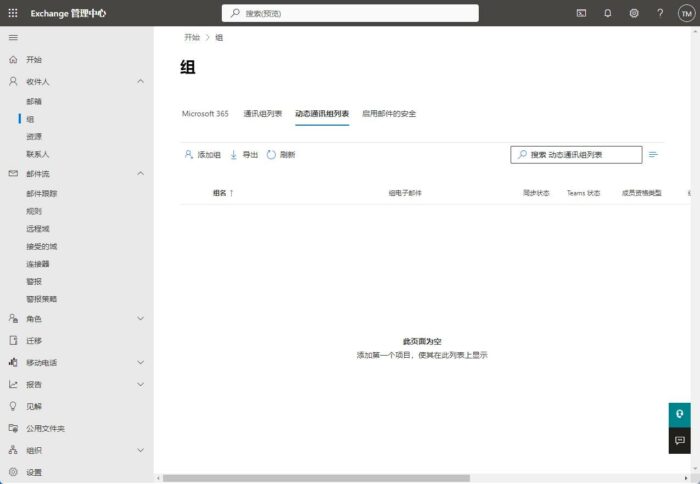 Exchange 管理中心
搜索(预览)
TM
开始
收件人
邮箱
组
资源
联系人
邮件流
邮件跟踪
规则
远程域
接受的域
连接器
警报
警报策略
角色
迁移
移动电话
报告
见解
公用文件夹
组织
设置
开始 > 组
组
Microsoft 365 通讯组列表 动态通讯组列表 启用邮件的安全
添加组 导出 刷新 搜索 动态通讯组列表
组名 ↑ 组电子邮件 同步状态 Teams 状态 成员资格类型
此页面为空
添加第一个项目，使其在此列表上显示